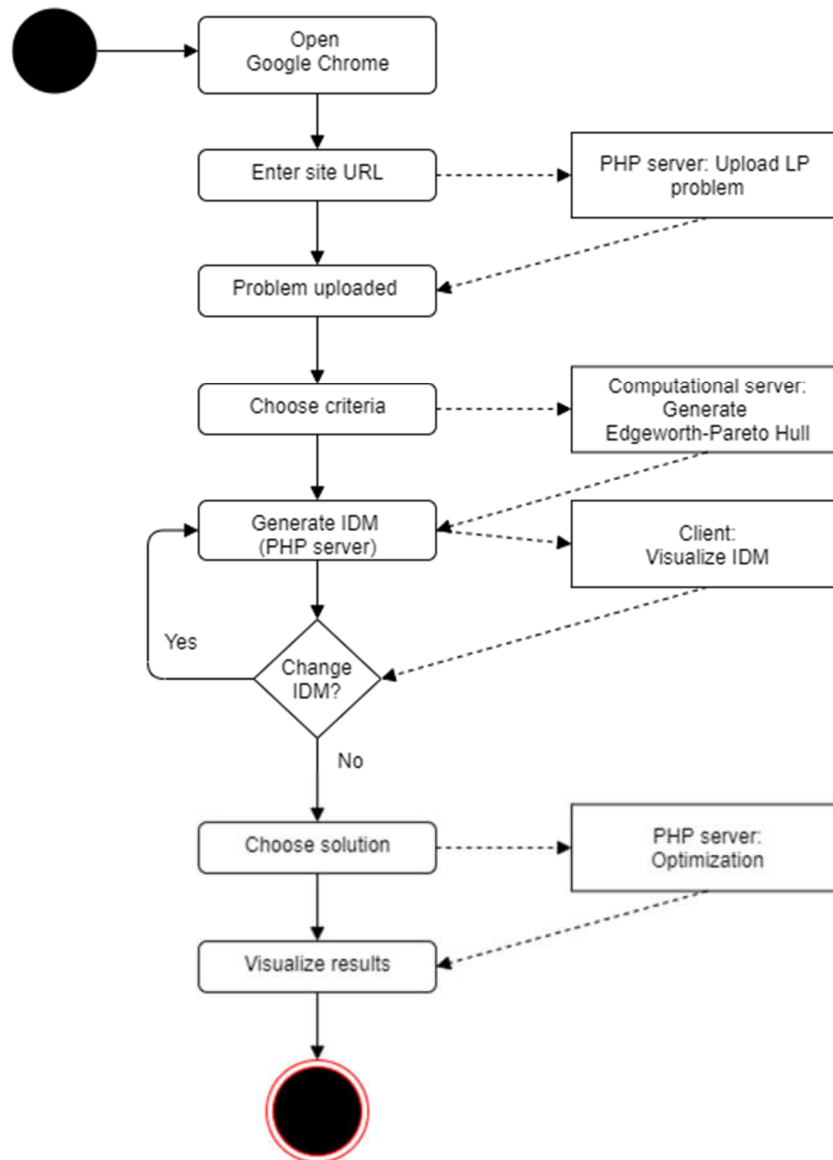 Open
Google Chrome
Enter site URL
PHP server: Upload LP
problem
Problem uploaded
Choose criteria
Computational server:
Generate
Edgeworth-Pareto Hull
Generate IDM
(PHP server)
Client:
Visualize IDM
Yes
Change
IDM?
No
Choose solution
PHP server:
Optimization
Visualize results